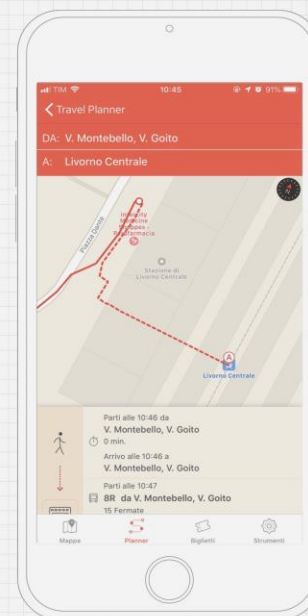 TIM 10:45 91%
Travel Planner
DA: V. Montebello, V. Goito
A: Livorno Centrale
Piazza Dante
Stazione di
Livorno Centrale
A
Livorno Centrale
Parti alle 10:46 da
V. Montebello, V. Goito
0 min.
Arrivo alle 10:46 a
V. Montebello, V. Goito
Parti alle 10:47
8R da V. Montebello, V. Goito
15 Fermate
Mappa Planner Biglietti Strumenti